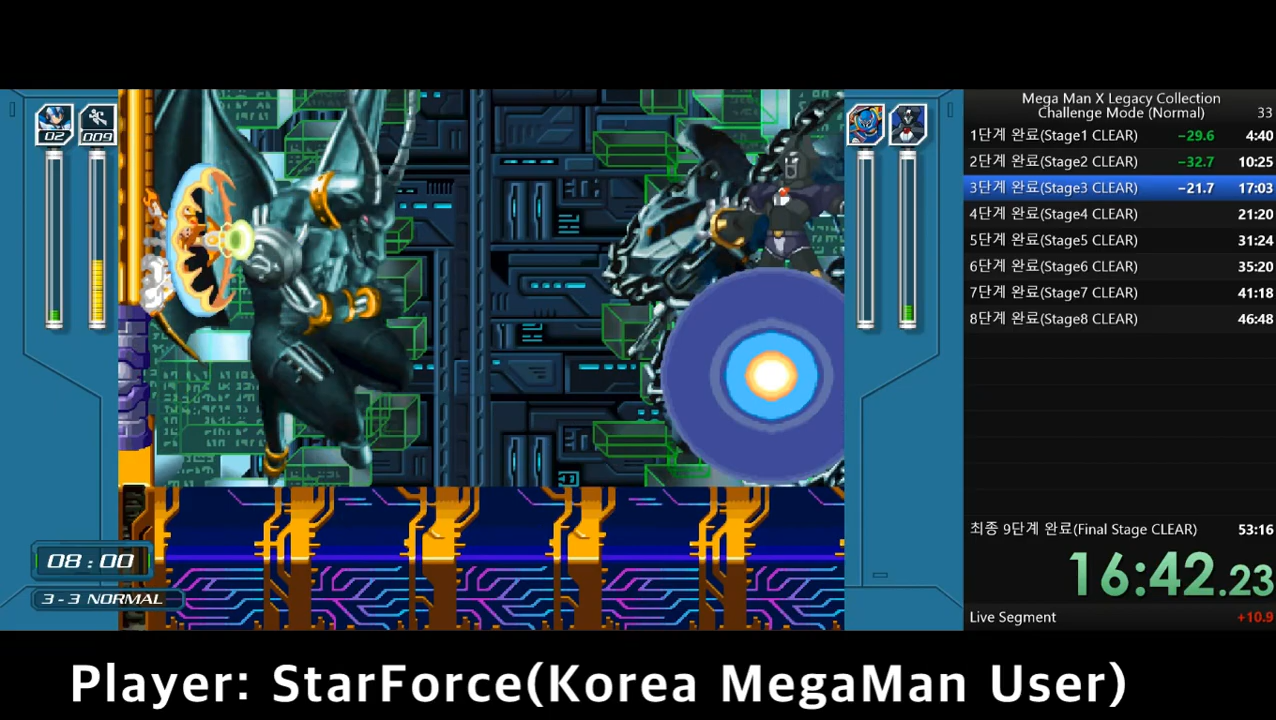 02
009
08:00
3-3 NORMAL
Mega Man X Legacy Collection
Challenge Mode (Normal) 33
1단계 완료(Stage1 CLEAR) −29.6 4:40
2단계 완료(Stage2 CLEAR) −32.7 10:25
3단계 완료(Stage3 CLEAR) −21.7 17:03
4단계 완료(Stage4 CLEAR) 21:20
5단계 완료(Stage5 CLEAR) 31:24
6단계 완료(Stage6 CLEAR) 35:20
7단계 완료(Stage7 CLEAR) 41:18
8단계 완료(Stage8 CLEAR) 46:48
최종 9단계 완료(Final Stage CLEAR) 53:16
16:42.23
Live Segment +10.9
Player: StarForce(Korea MegaMan User)